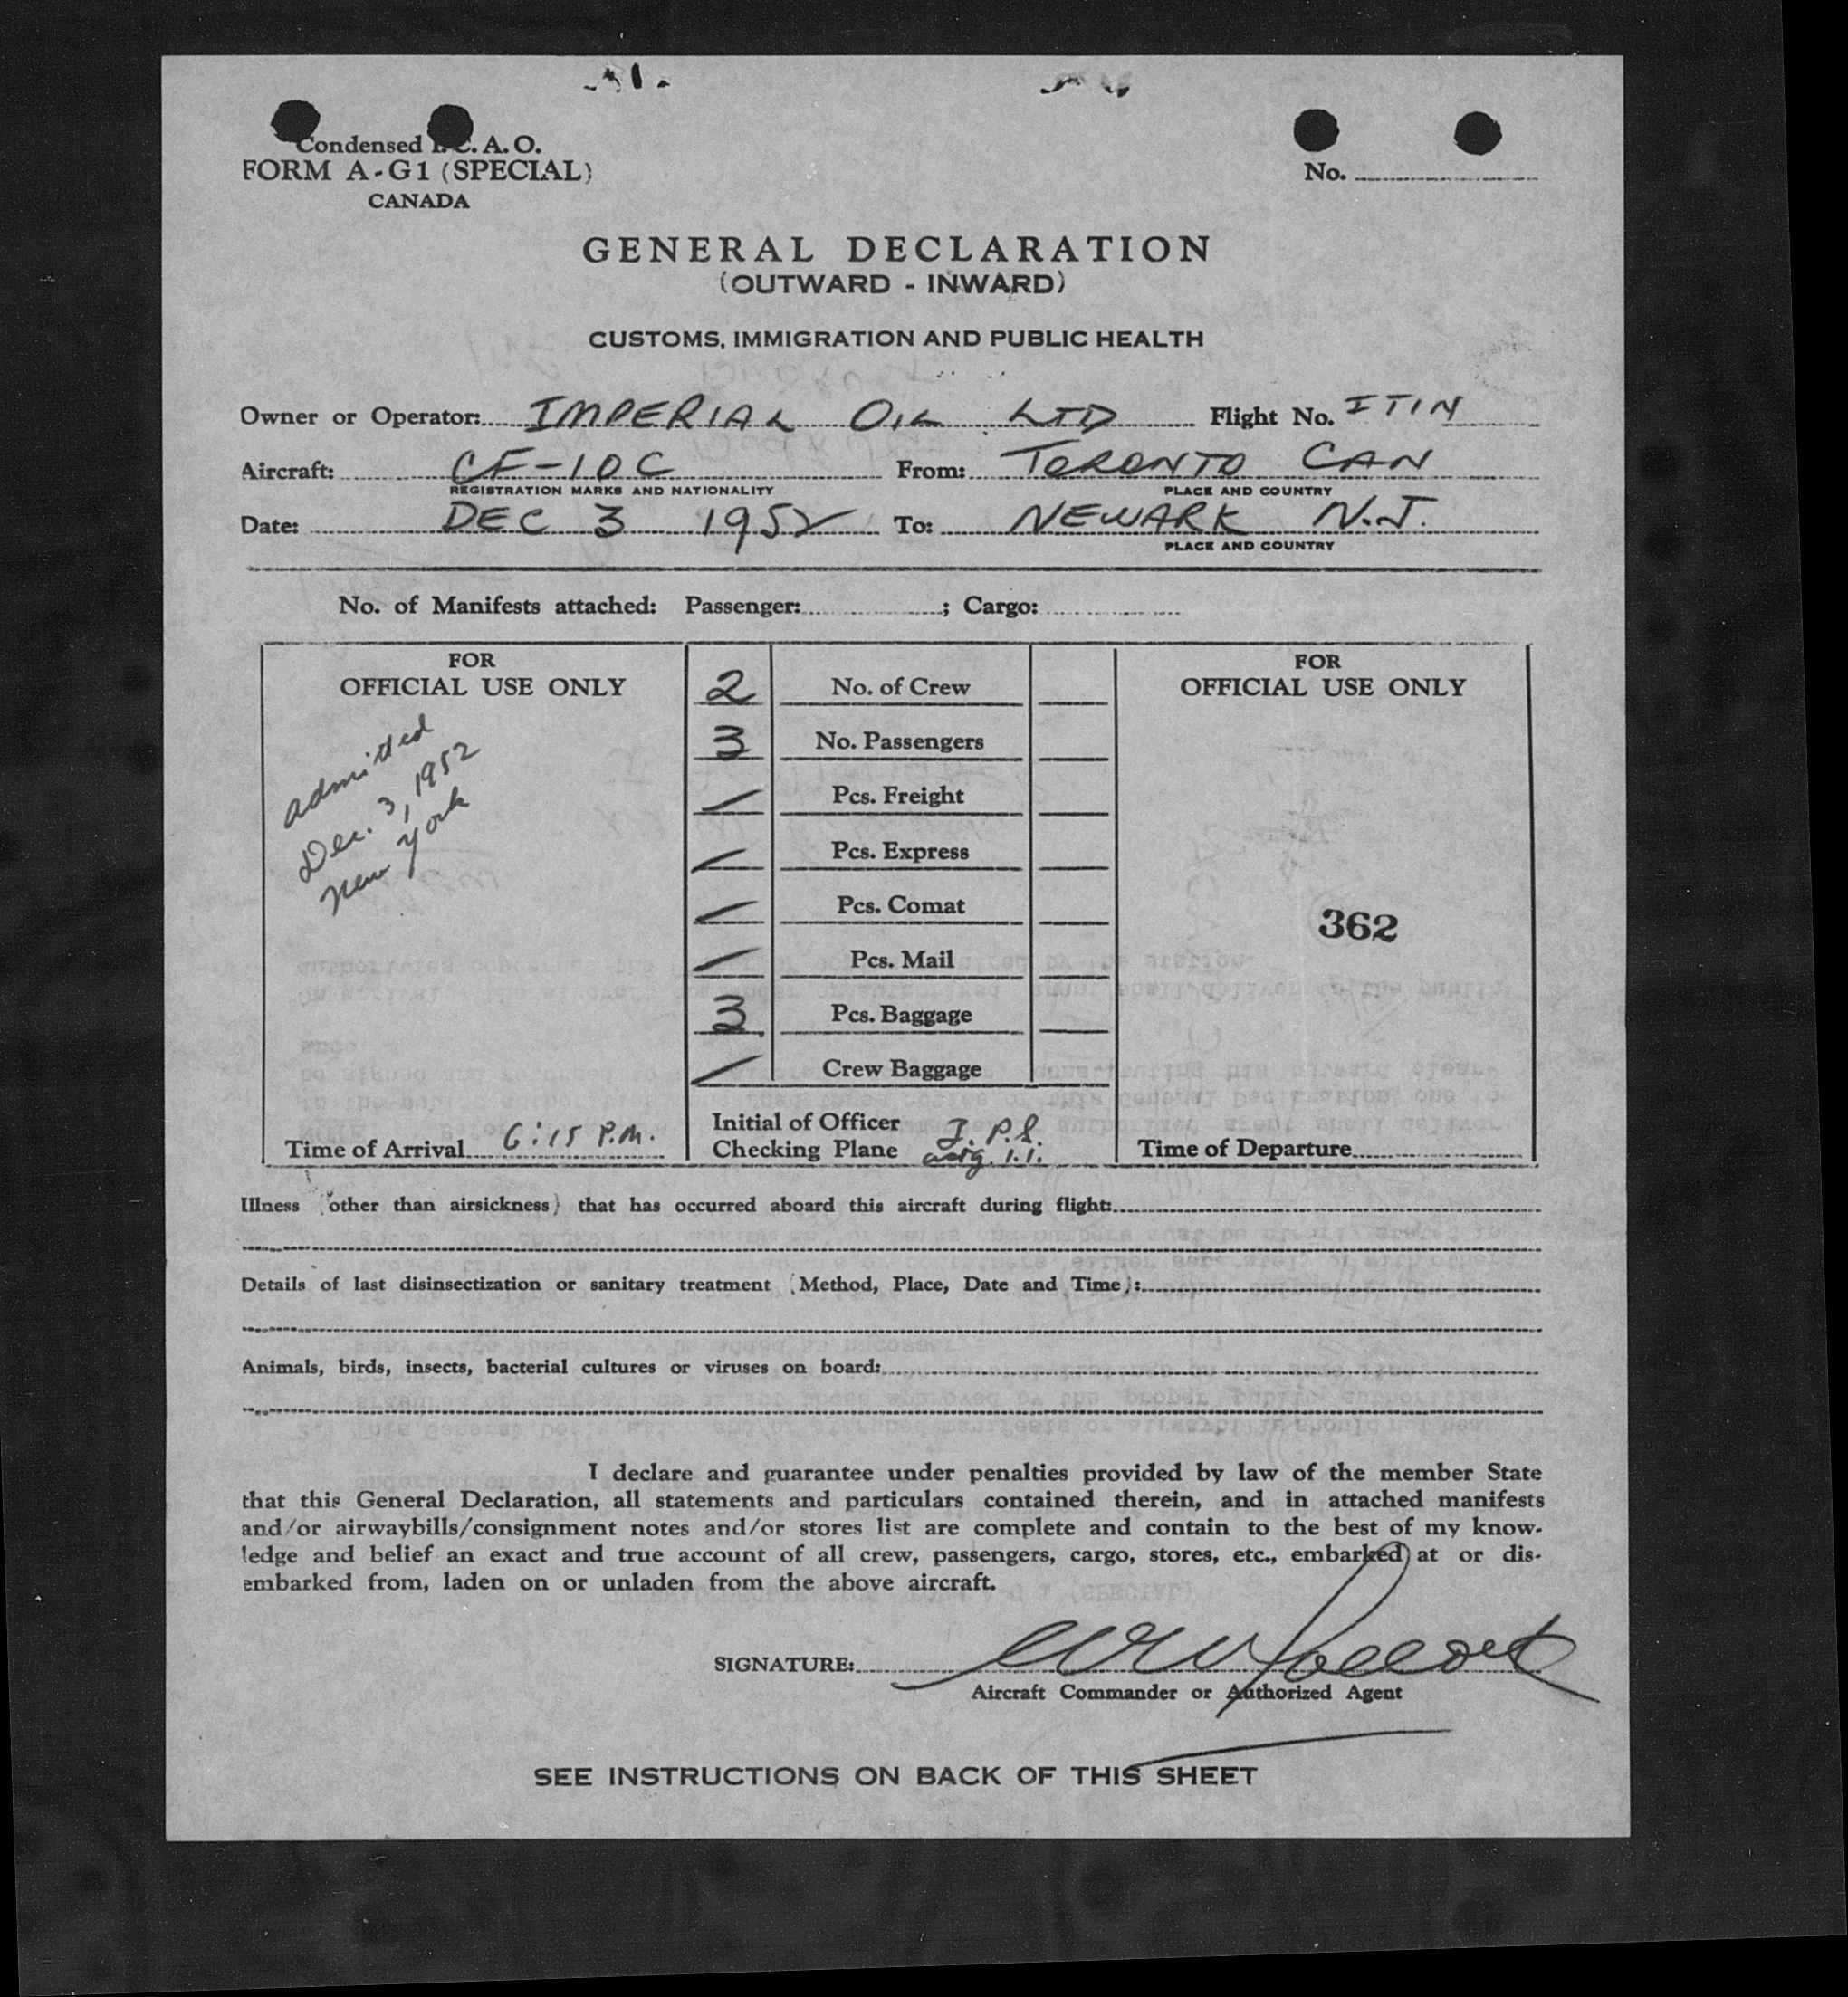 Condensed I.C.A.O.
FORM A-G1 (SPECIAL)
CANADA
No.
GENERAL DECLARATION
(OUTWARD - INWARD)
CUSTOMS, IMMIGRATION AND PUBLIC HEALTH
Owner or Operator: IMPERIAL OIL LTD Flight No. ITIN
Aircraft: CF-IOC From: TORONTO CAN
REGISTRATION MARKS AND NATIONALITY PLACE AND COUNTRY
Date: DEC 3 1952 To: NEWARK N.J.
PLACE AND COUNTRY
No. of Manifests attached: Passenger: ; Cargo:
FOR
OFFICIAL USE ONLY
admitted
Dec. 3, 1952
New York
Time of Arrival 6:15 P.M.
2 No. of Crew
3 No. Passengers
/ Pcs. Freight
/ Pcs. Express
/ Pcs. Comat
/ Pcs. Mail
3 Pcs. Baggage
/ Crew Baggage
Initial of Officer
Checking Plane
FOR
OFFICIAL USE ONLY
362
Time of Departure
Illness (other than airsickness) that has occurred aboard this aircraft during flight:
Details of last disinsectization or sanitary treatment (Method, Place, Date and Time):
Animals, birds, insects, bacterial cultures or viruses on board:
I declare and guarantee under penalties provided by law of the member State
that this General Declaration, all statements and particulars contained therein, and in attached manifests
and/or airwaybills/consignment notes and/or stores list are complete and contain to the best of my know-
ledge and belief an exact and true account of all crew, passengers, cargo, stores, etc., embarked at or dis-
embarked from, laden on or unladen from the above aircraft.
SIGNATURE:
Aircraft Commander or Authorized Agent
SEE INSTRUCTIONS ON BACK OF THIS SHEET